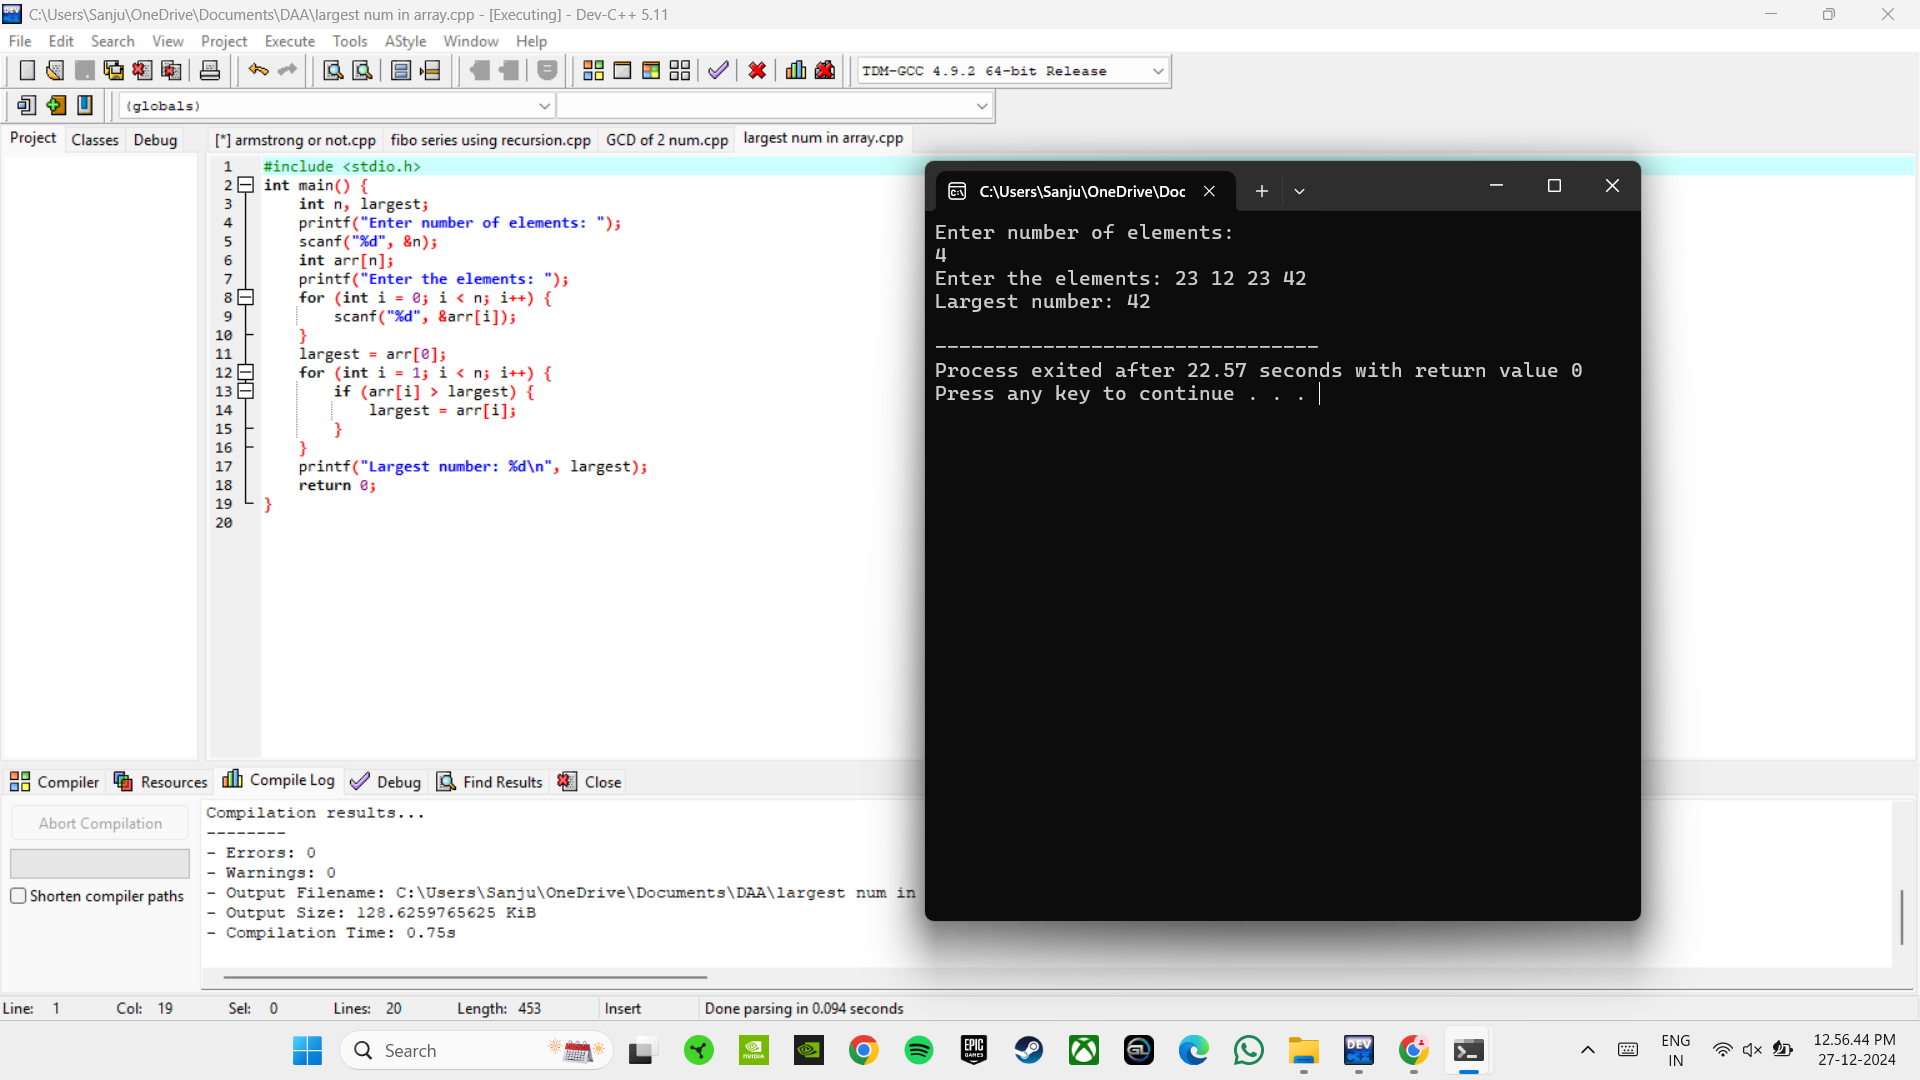 C:\Users\Sanju\OneDrive\Documents\DAA\largest num in array.cpp - [Executing] - Dev-C++ 5.11
File Edit Search View Project Execute Tools AStyle Window Help
TDM-GCC 4.9.2 64-bit Release
(globals)
Project Classes Debug
[*] armstrong or not.cpp fibo series using recursion.cpp GCD of 2 num.cpp largest num in array.cpp
1 #include <stdio.h>
2 int main() {
3 int n, largest;
4 printf("Enter number of elements: ");
5 scanf("%d", &n);
6 int arr[n];
7 printf("Enter the elements: ");
8 for (int i = 0; i < n; i++) {
9 scanf("%d", &arr[i]);
10 }
11 largest = arr[0];
12 for (int i = 1; i < n; i++) {
13 if (arr[i] > largest) {
14 largest = arr[i];
15 }
16 }
17 printf("Largest number: %d\n", largest);
18 return 0;
19 }
20
C:\Users\Sanju\OneDrive\Doc
Enter number of elements:
4
Enter the elements: 23 12 23 42
Largest number: 42
--------------------------------
Process exited after 22.57 seconds with return value 0
Press any key to continue . . .
Compiler Resources Compile Log Debug Find Results Close
Abort Compilation
Shorten compiler paths
Compilation results...
--------
- Errors: 0
- Warnings: 0
- Output Filename: C:\Users\Sanju\OneDrive\Documents\DAA\largest num in
- Output Size: 128.6259765625 KiB
- Compilation Time: 0.75s
Line: 1 Col: 19 Sel: 0 Lines: 20 Length: 453 Insert Done parsing in 0.094 seconds
Search
NVIDIA
EPIC GAMES
DEV C++
ENG
IN
12.56.44 PM
27-12-2024